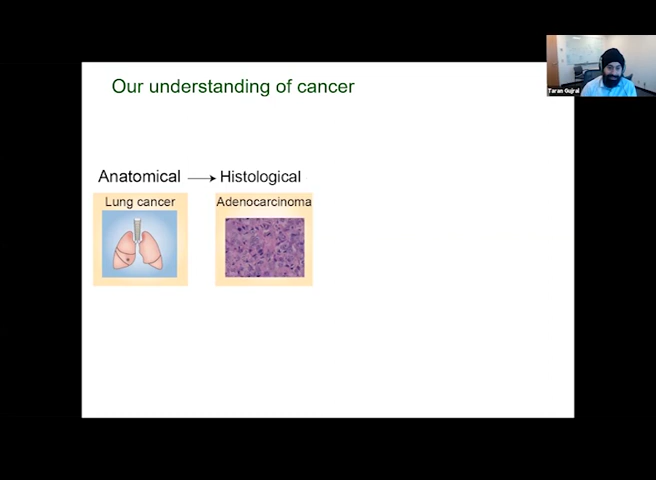 Our understanding of cancer
Taran Gujral
Anatomical
Histological
Lung cancer
Adenocarcinoma